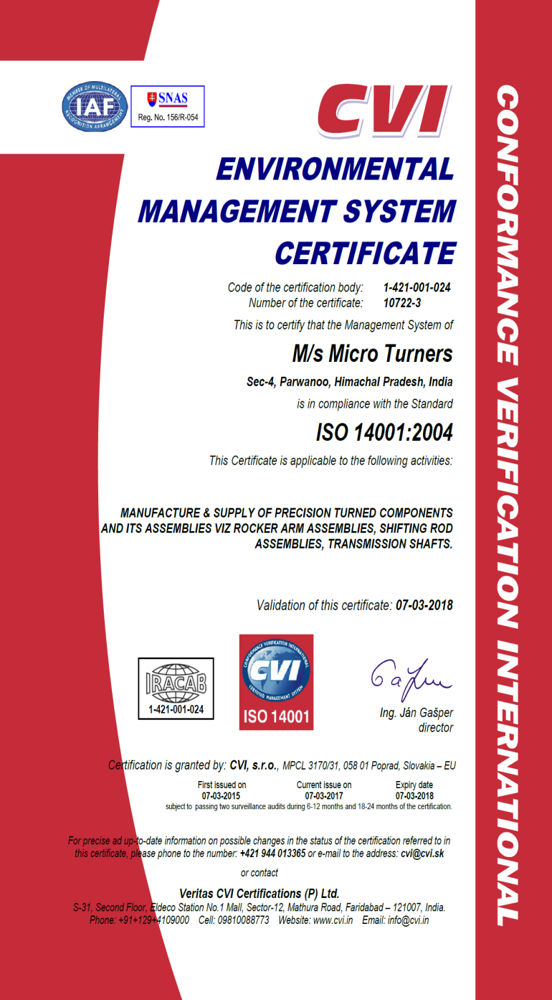 MEMBER OF MULTILATERAL
IAF
RECOGNITION ARRANGEMENT
SNAS
Reg. No. 156/R-054
CVI
ENVIRONMENTAL
MANAGEMENT SYSTEM
CERTIFICATE
Code of the certification body: 1-421-001-024
Number of the certificate: 10722-3
This is to certify that the Management System of
M/s Micro Turners
Sec-4, Parwanoo, Himachal Pradesh, India
is in compliance with the Standard
ISO 14001:2004
This Certificate is applicable to the following activities:
MANUFACTURE & SUPPLY OF PRECISION TURNED COMPONENTS
AND ITS ASSEMBLIES VIZ ROCKER ARM ASSEMBLIES, SHIFTING ROD
ASSEMBLIES, TRANSMISSION SHAFTS.
Validation of this certificate: 07-03-2018
IRACAB
1-421-001-024
CONFORMANCE VERIFICATION INTERNATIONAL
CVI
CERTIFIED MANAGEMENT SYSTEM
ISO 14001
Ing. Ján Gašper
director
Certification is granted by: CVI, s.r.o., MPCL 3170/31, 058 01 Poprad, Slovakia – EU
First issued on Current issue on Expiry date
07-03-2015 07-03-2017 07-03-2018
subject to passing two surveillance audits during 6-12 months and 18-24 months of the certification.
For precise ad up-to-date information on possible changes in the status of the certification referred to in
this certificate, please phone to the number: +421 944 013365 or e-mail to the address: cvi@cvi.sk
or contact
Veritas CVI Certifications (P) Ltd.
S-31, Second Floor, Eldeco Station No.1 Mall, Sector-12, Mathura Road, Faridabad – 121007, India.
Phone: +91+129+4109000 Cell: 09810088773 Website: www.cvi.in Email: info@cvi.in
CONFORMANCE VERIFICATION INTERNATIONAL